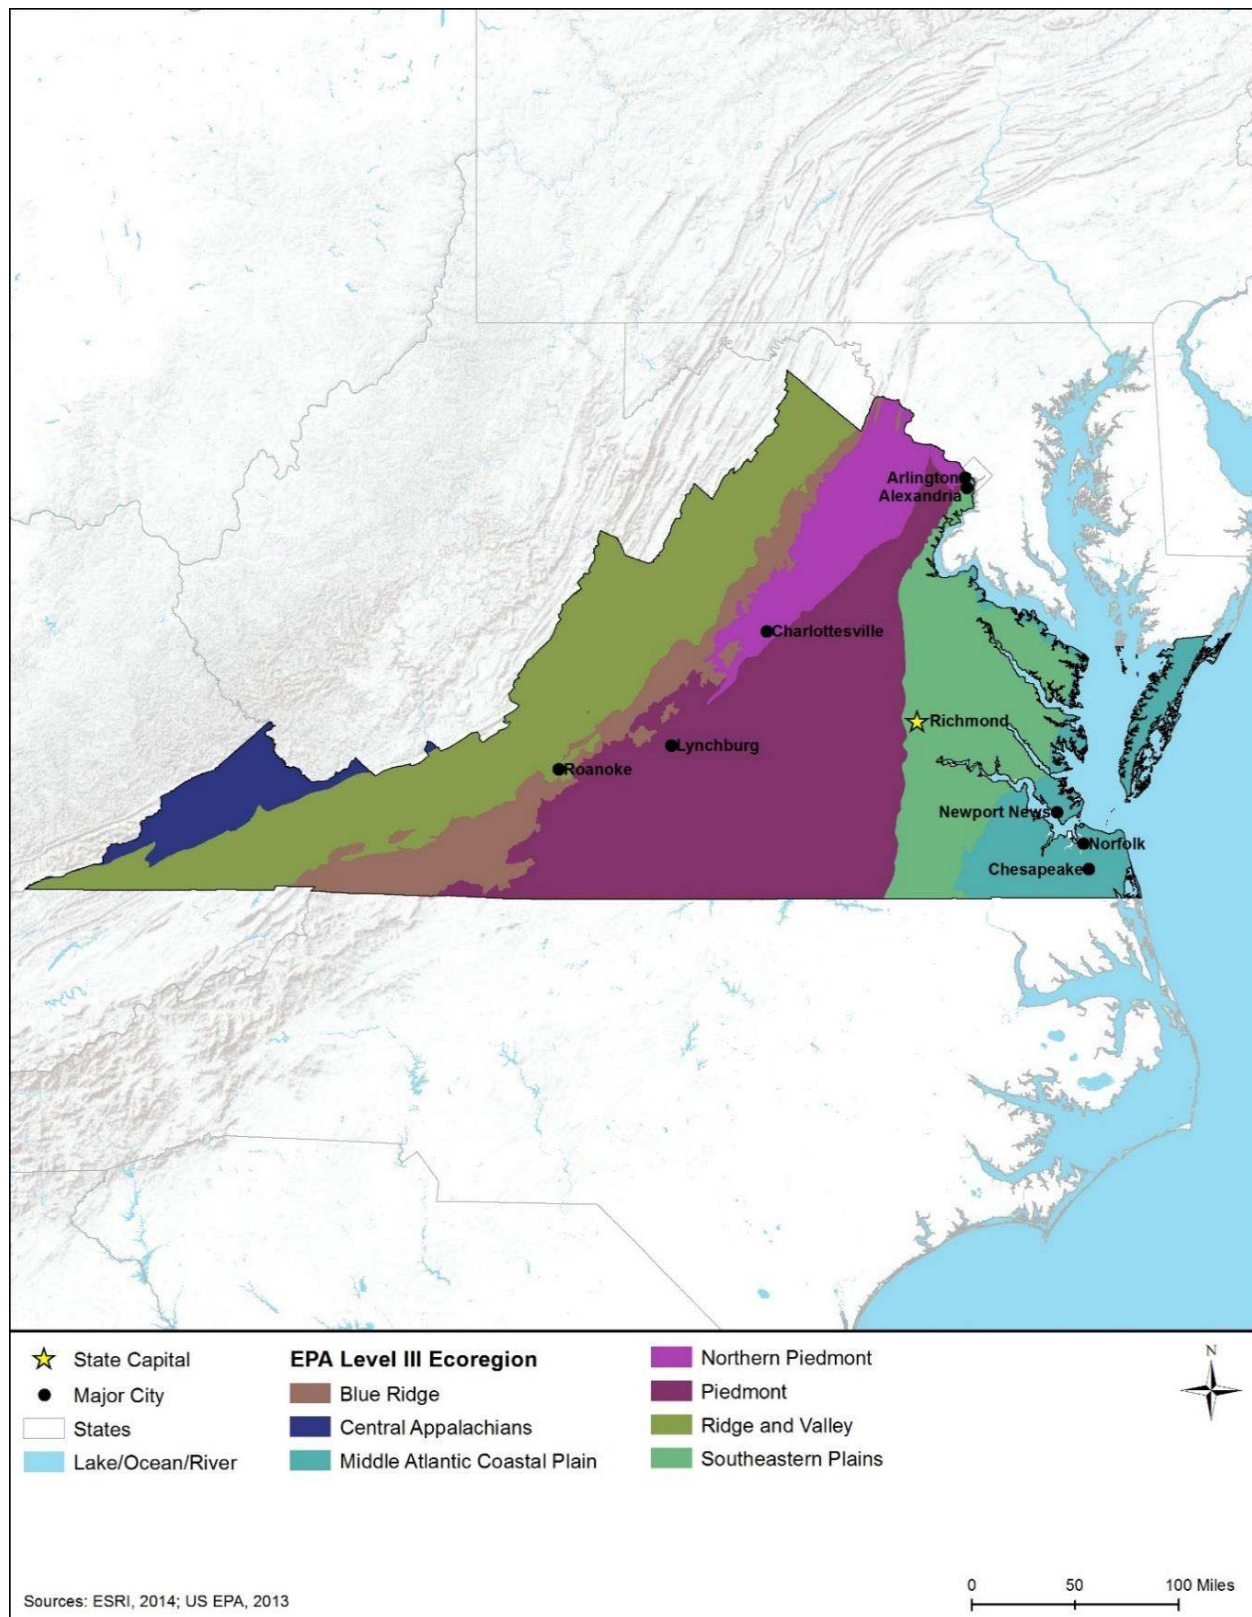 Arlington
Alexandria
Charlottesville
Richmond
Lynchburg
Roanoke
Newport News
Norfolk
Chesapeake
State Capital
Major City
States
Lake/Ocean/River
EPA Level III Ecoregion
Blue Ridge
Central Appalachians
Middle Atlantic Coastal Plain
Northern Piedmont
Piedmont
Ridge and Valley
Southeastern Plains
N
Sources: ESRI, 2014; US EPA, 2013
0 50 100 Miles